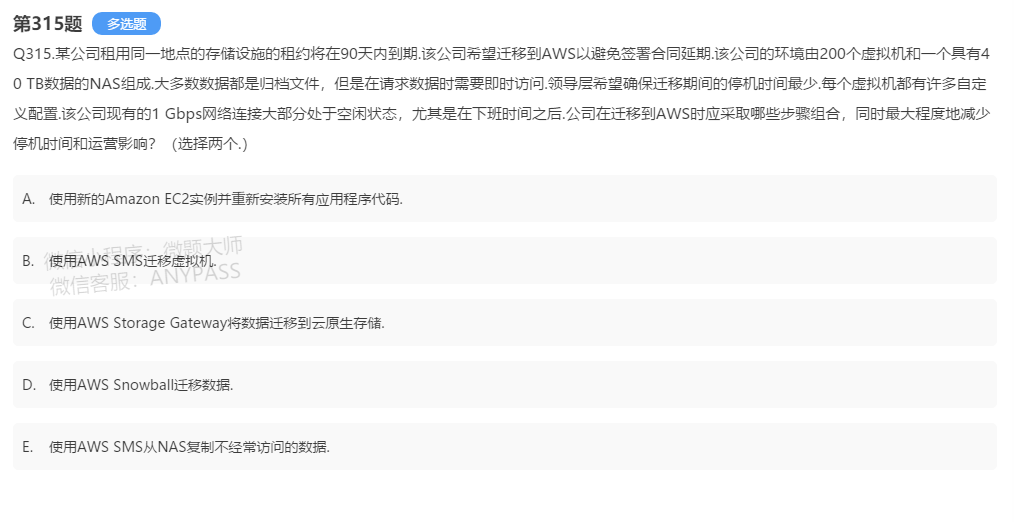 第315题 多选题
Q315.某公司租用同一地点的存储设施的租约将在90天内到期.该公司希望迁移到AWS以避免签署合同延期.该公司的环境由200个虚拟机和一个具有4
0 TB数据的NAS组成.大多数数据都是归档文件，但是在请求数据时需要即时访问.领导层希望确保迁移期间的停机时间最少.每个虚拟机都有许多自定
义配置.该公司现有的1 Gbps网络连接大部分处于空闲状态，尤其是在下班时间之后.公司在迁移到AWS时应采取哪些步骤组合，同时最大程度地减少
停机时间和运营影响？（选择两个.）
A. 使用新的Amazon EC2实例并重新安装所有应用程序代码.
微信小程序：微题大师
B. 使用AWS SMS迁移虚拟机.
微信客服：ANYPASS
C. 使用AWS Storage Gateway将数据迁移到云原生存储.
D. 使用AWS Snowball迁移数据.
E. 使用AWS SMS从NAS复制不经常访问的数据.